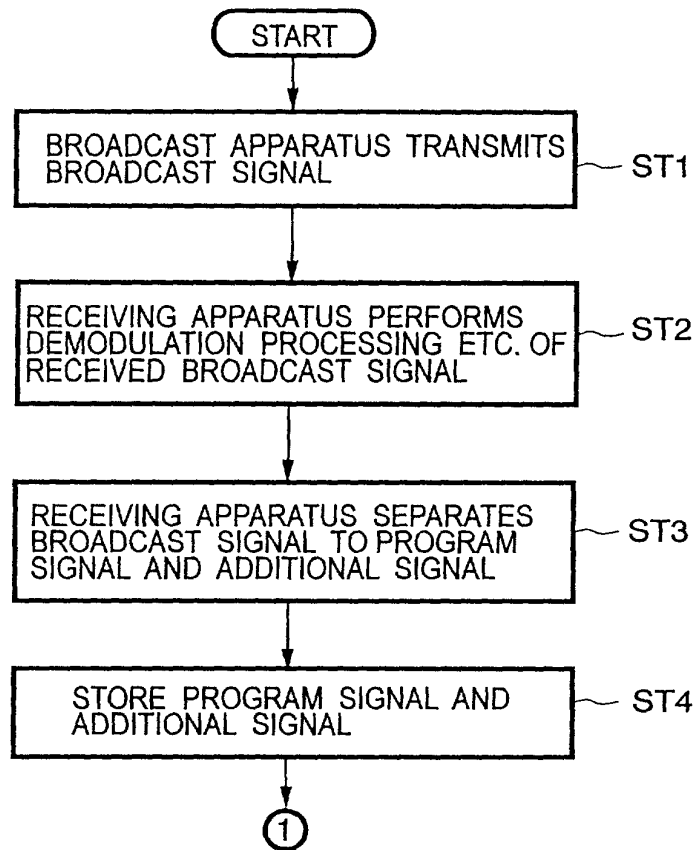 START
BROADCAST APPARATUS TRANSMITS
BROADCAST SIGNAL
ST1
RECEIVING APPARATUS PERFORMS
DEMODULATION PROCESSING ETC. OF
RECEIVED BROADCAST SIGNAL
ST2
RECEIVING APPARATUS SEPARATES
BROADCAST SIGNAL TO PROGRAM
SIGNAL AND ADDITIONAL SIGNAL
ST3
STORE PROGRAM SIGNAL AND
ADDITIONAL SIGNAL
ST4
1